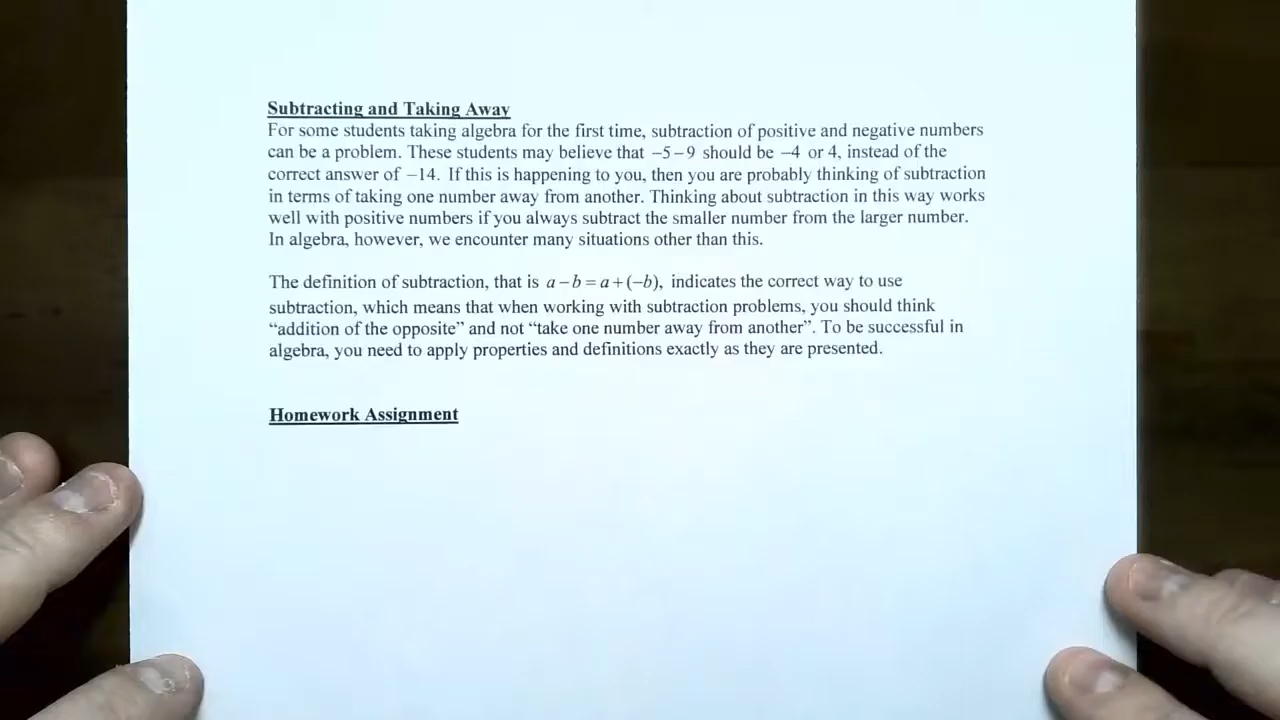 Subtracting and Taking Away
For some students taking algebra for the first time, subtraction of positive and negative numbers
can be a problem. These students may believe that −5−9 should be −4 or 4, instead of the
correct answer of −14. If this is happening to you, then you are probably thinking of subtraction
in terms of taking one number away from another. Thinking about subtraction in this way works
well with positive numbers if you always subtract the smaller number from the larger number.
In algebra, however, we encounter many situations other than this.
The definition of subtraction, that is a−b=a+(−b), indicates the correct way to use
subtraction, which means that when working with subtraction problems, you should think
“addition of the opposite” and not “take one number away from another”. To be successful in
algebra, you need to apply properties and definitions exactly as they are presented.
Homework Assignment